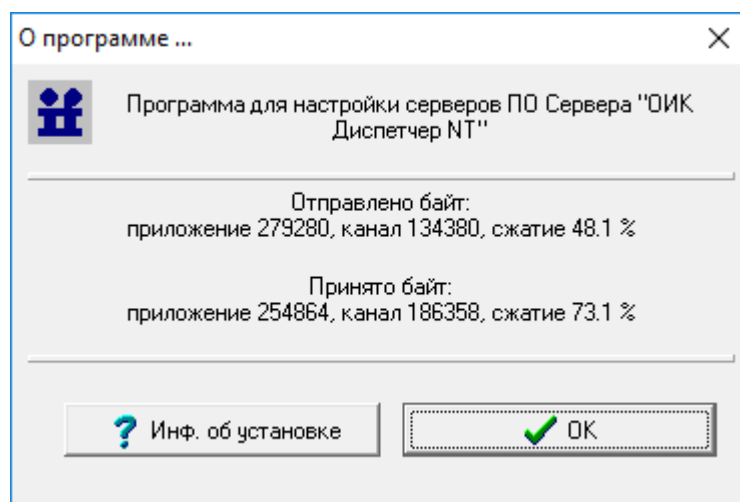 О программе ...
Программа для настройки серверов ПО Сервера "ОИК
Диспетчер NT"
Отправлено байт:
приложение 279280, канал 134380, сжатие 48.1 %
Принято байт:
приложение 254864, канал 186358, сжатие 73.1 %
Инф. об установке
OK